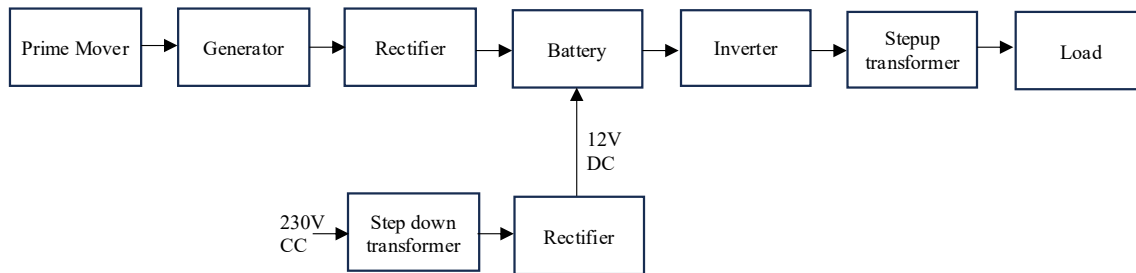 Prime Mover
Generator
Rectifier
Battery
Inverter
Stepup
transformer
Load
12V
DC
230V
CC
Step down
transformer
Rectifier